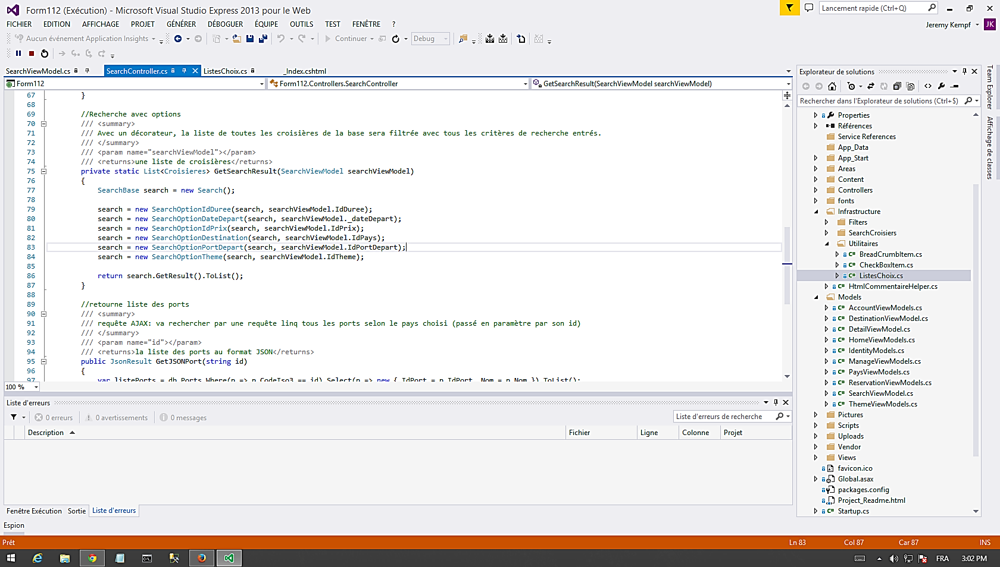 Form112 (Exécution) - Microsoft Visual Studio Express 2013 pour le Web
Lancement rapide (Ctrl+Q)
FICHIER EDITION AFFICHAGE PROJET GÉNÉRER DÉBOGUER ÉQUIPE OUTILS TEST FENÊTRE ?
Jeremy Kempf JK
Aucun événement Application Insights Continuer Debug
SearchViewModel.cs SearchController.cs ListesChoix.cs _Index.cshtml
Form112 Form112.Controllers.SearchController GetSearchResult(SearchViewModel searchViewModel)
67 }
68
69 //Recherche avec options
70 /// <summary>
71 /// Avec un décorateur, la liste de toutes les croisières de la base sera filtrée avec tous les critères de recherche entrés.
72 /// </summary>
73 /// <param name="searchViewModel"></param>
74 /// <returns>une liste de croisières</returns>
75 private static List<Croisieres> GetSearchResult(SearchViewModel searchViewModel)
76 {
77 SearchBase search = new Search();
78
79 search = new SearchOptionIdDuree(search, searchViewModel.IdDuree);
80 search = new SearchOptionDateDepart(search, searchViewModel._dateDepart);
81 search = new SearchOptionIdPrix(search, searchViewModel.IdPrix);
82 search = new SearchOptionDestination(search, searchViewModel.IdPays);
83 search = new SearchOptionPortDepart(search, searchViewModel.IdPortDepart);
84 search = new SearchOptionTheme(search, searchViewModel.IdTheme);
85
86 return search.GetResult().ToList();
87 }
88
89 //retourne liste des ports
90 /// <summary>
91 /// requête AJAX: va rechercher par une requête linq tous les ports selon le pays choisi (passé en paramètre par son id)
92 /// </summary>
93 /// <param name="id"></param>
94 /// <returns>la liste des ports au format JSON</returns>
95 public JsonResult GetJSONPort(string id)
96 {
97 var listePorts = db.Ports.Where(p => p.CodeIso3 == id).Select(p => new { IdPort = p.IdPort, Nom = p.Nom }).ToList();
100 %
Liste d'erreurs
0 erreurs 0 avertissements 0 messages
Liste d'erreurs de recherche
Description Fichier Ligne Colonne Projet
Fenêtre Exécution Sortie Liste d'erreurs
Espion
Explorateur de solutions
Rechercher dans l'Explorateur de solutions (Ctrl+$)
Properties
Références
Service References
App_Data
App_Start
Areas
Content
Controllers
fonts
Infrastructure
Filters
SearchCroisiers
Utilitaires
BreadCrumbItem.cs
CheckBoxItem.cs
ListesChoix.cs
HtmlCommentaireHelper.cs
Models
AccountViewModels.cs
DestinationViewModel.cs
DetailViewModel.cs
HomeViewModels.cs
IdentityModels.cs
ManageViewModels.cs
PaysViewModels.cs
ReservationViewModels.cs
SearchViewModel.cs
ThemeViewModels.cs
Pictures
Scripts
Uploads
Vendor
Views
favicon.ico
Global.asax
packages.config
Project_Readme.html
Startup.cs
Team Explorer
Affichage de classes
Prêt Ln 83 Col 87 Car 87 INS
FRA 3:02 PM